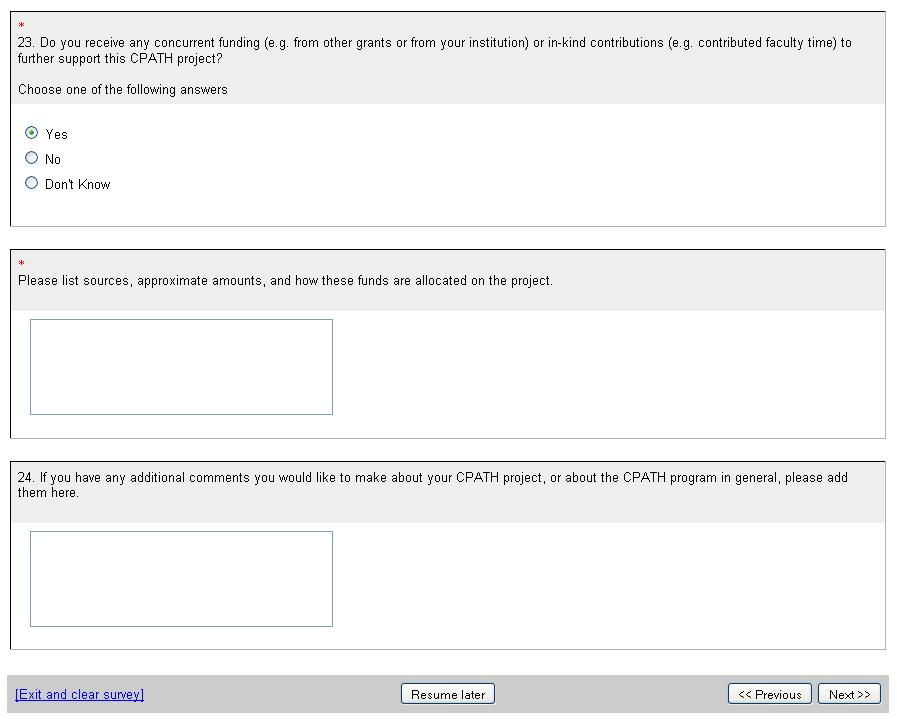 *
23. Do you receive any concurrent funding (e.g. from other grants or from your institution) or in-kind contributions (e.g. contributed faculty time) to
further support this CPATH project?
Choose one of the following answers
Yes
No
Don't Know
*
Please list sources, approximate amounts, and how these funds are allocated on the project.
24. If you have any additional comments you would like to make about your CPATH project, or about the CPATH program in general, please add
them here.
[Exit and clear survey]
Resume later
<< Previous
Next >>